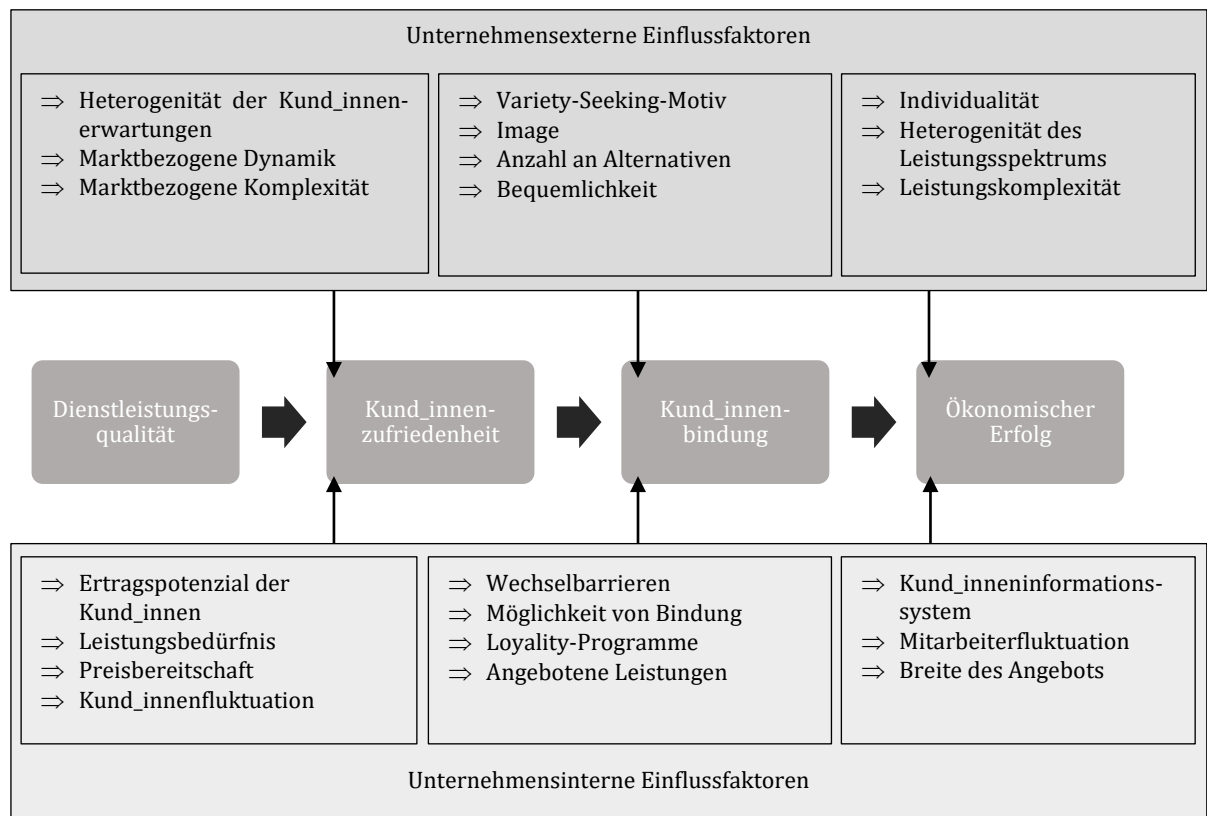 Unternehmensexterne Einflussfaktoren
⇒ Heterogenität der Kund_innen-
erwartungen
⇒ Marktbezogene Dynamik
⇒ Marktbezogene Komplexität
⇒ Variety-Seeking-Motiv
⇒ Image
⇒ Anzahl an Alternativen
⇒ Bequemlichkeit
⇒ Individualität
⇒ Heterogenität des
Leistungsspektrums
⇒ Leistungskomplexität
Dienstleistungs-
qualität
Kund_innen-
zufriedenheit
Kund_innen-
bindung
Ökonomischer
Erfolg
⇒ Ertragspotenzial der
Kund_innen
⇒ Leistungsbedürfnis
⇒ Preisbereitschaft
⇒ Kund_innenfluktuation
⇒ Wechselbarrieren
⇒ Möglichkeit von Bindung
⇒ Loyality-Programme
⇒ Angebotene Leistungen
⇒ Kund_inneninformations-
system
⇒ Mitarbeiterfluktuation
⇒ Breite des Angebots
Unternehmensinterne Einflussfaktoren